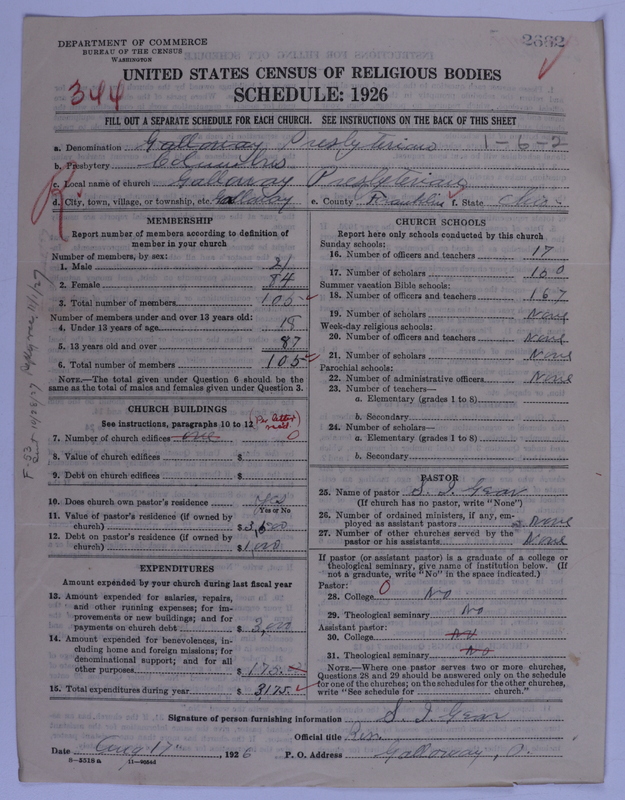 DEPARTMENT OF COMMERCE
BUREAU OF THE CENSUS
WASHINGTON
2662
UNITED STATES CENSUS OF RELIGIOUS BODIES
344
SCHEDULE: 1926
FILL OUT A SEPARATE SCHEDULE FOR EACH CHURCH. SEE INSTRUCTIONS ON THE BACK OF THIS SHEET
a. Denomination Galloway Presbyterian 1-6-2
b. Presbytery Columbus
c. Local name of church Galloway Presbyterian
d. City, town, village, or township, etc. Galloway e. County Franklin f. State Ohio
R.
MEMBERSHIP
Report number of members according to definition of
member in your church
Number of members, by sex:
1. Male 21
2. Female 84
3. Total number of members 105
Number of members under and over 13 years old:
4. Under 13 years of age 18
5. 13 years old and over 87
6. Total number of members 105
NOTE.—The total given under Question 6 should be the
same as the total of males and females given under Question 3.
CHURCH BUILDINGS
See instructions, paragraphs 10 to 12 (Per letter
7. Number of church edifices one 0
8. Value of church edifices $
9. Debt on church edifices $
10. Does church own pastor's residence Yes
Yes or No
11. Value of pastor's residence (if owned by
church) $
12. Debt on pastor's residence (if owned by
church) $
EXPENDITURES
Amount expended by your church during last fiscal year
13. Amount expended for salaries, repairs,
and other running expenses; for im-
provements or new buildings; and for
payments on church debt $ 3,000
14. Amount expended for benevolences, in-
cluding home and foreign missions; for
denominational support; and for all
other purposes $ 175
15. Total expenditures during year $ 3175
CHURCH SCHOOLS
Report here only schools conducted by this church
Sunday schools:
16. Number of officers and teachers 17
17. Number of scholars 150
Summer vacation Bible schools:
18. Number of officers and teachers 167
19. Number of scholars None
Week-day religious schools:
20. Number of officers and teachers None
21. Number of scholars None
Parochial schools:
22. Number of administrative officers None
23. Number of teachers—
a. Elementary (grades 1 to 8)
b. Secondary
24. Number of scholars—
a. Elementary (grades 1 to 8)
b. Secondary
PASTOR
25. Name of pastor S. I. Gear
(If church has no pastor, write "None")
26. Number of ordained ministers, if any, em-
ployed as assistant pastors None
27. Number of other churches served by the
pastor or his assistants None
If pastor (or assistant pastor) is a graduate of a college or
theological seminary, give name of institution below. (If
not a graduate, write "No" in the space indicated.)
Pastor:
28. College 0 No
29. Theological seminary No
Assistant pastor:
30. College No
31. Theological seminary No
NOTE.—Where one pastor serves two or more churches,
Questions 28 and 29 should be answered only on the schedule
for one of the churches; on the schedules for the other churches,
write "See schedule for church."
Signature of person furnishing information S. I. Gear
Official title Rev.
Date Aug 17th, 1926 P. O. Address Galloway, O.
8-5518 a 11-9024d